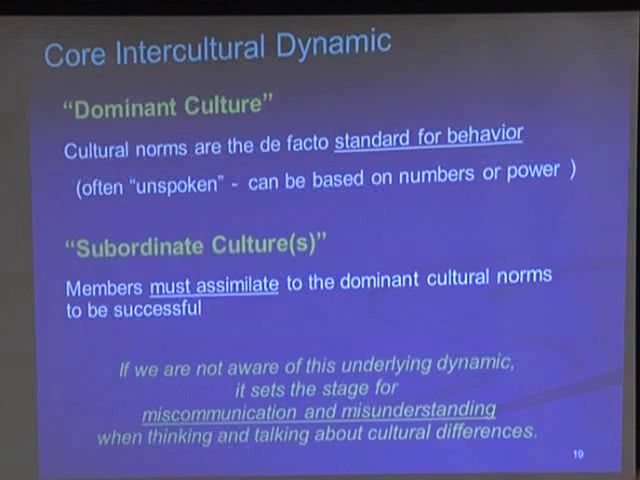 Core Intercultural Dynamic
“Dominant Culture”
Cultural norms are the de facto standard for behavior
(often “unspoken” - can be based on numbers or power )
“Subordinate Culture(s)”
Members must assimilate to the dominant cultural norms
to be successful
If we are not aware of this underlying dynamic,
it sets the stage for
miscommunication and misunderstanding
when thinking and talking about cultural differences.
19